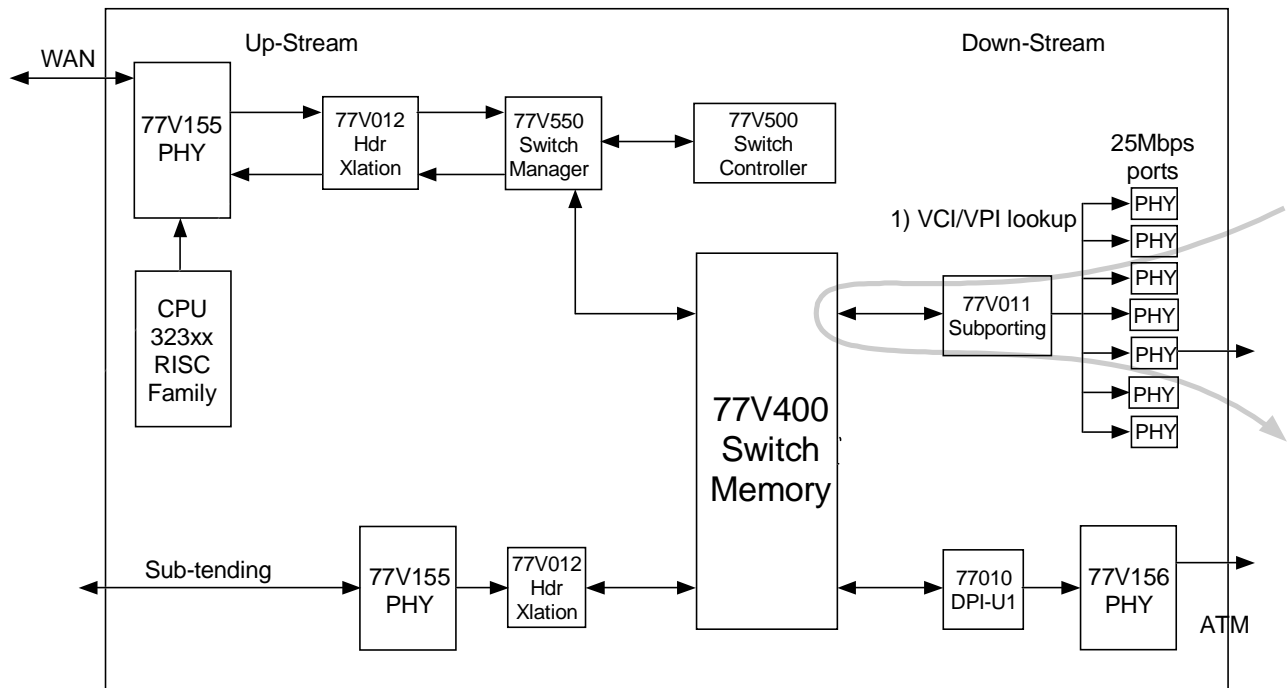 Up-Stream
Down-Stream
WAN
77V155
PHY
77V012
Hdr
Xlation
77V550
Switch
Manager
77V500
Switch
Controller
25Mbps
ports
PHY
PHY
PHY
PHY
PHY
PHY
PHY
1) VCI/VPI lookup
77V011
Subporting
CPU
323xx
RISC
Family
77V400
Switch
Memory
Sub-tending
77V155
PHY
77V012
Hdr
Xlation
77010
DPI-U1
77V156
PHY
ATM